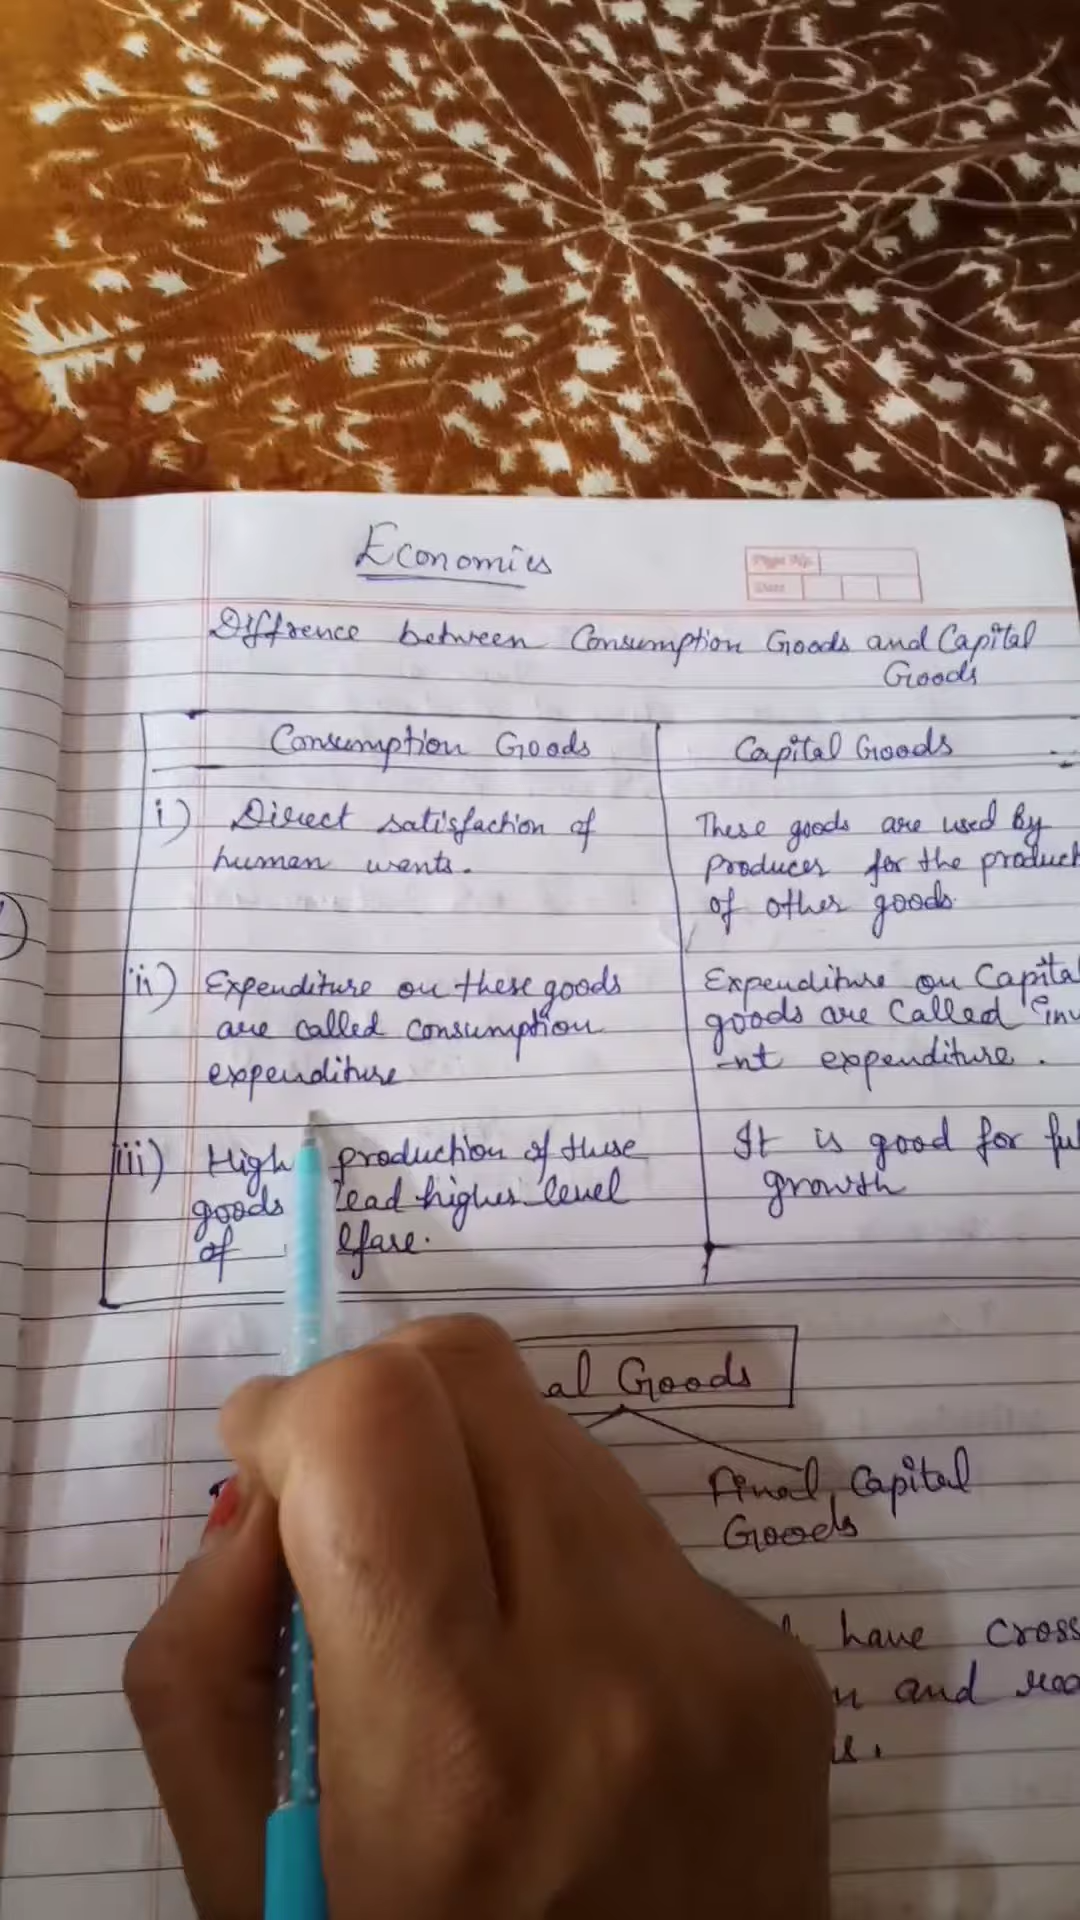 Economics
Page No.
Date
Diffrence between Consumption Goods and Capital
Goods
Consumption Goods
Capital Goods
i) Direct satisfaction of
human wants.
These goods are used by
producer for the product
of other goods.
ii) Expenditure on these goods
are called consumption
expenditure
Expenditure on Capital
goods are called inv
-nt expenditure.
iii) High production of these
goods lead higher level
of lfare.
It is good for fu
growth
al Goods
Final Capital
Goods
have cross
and